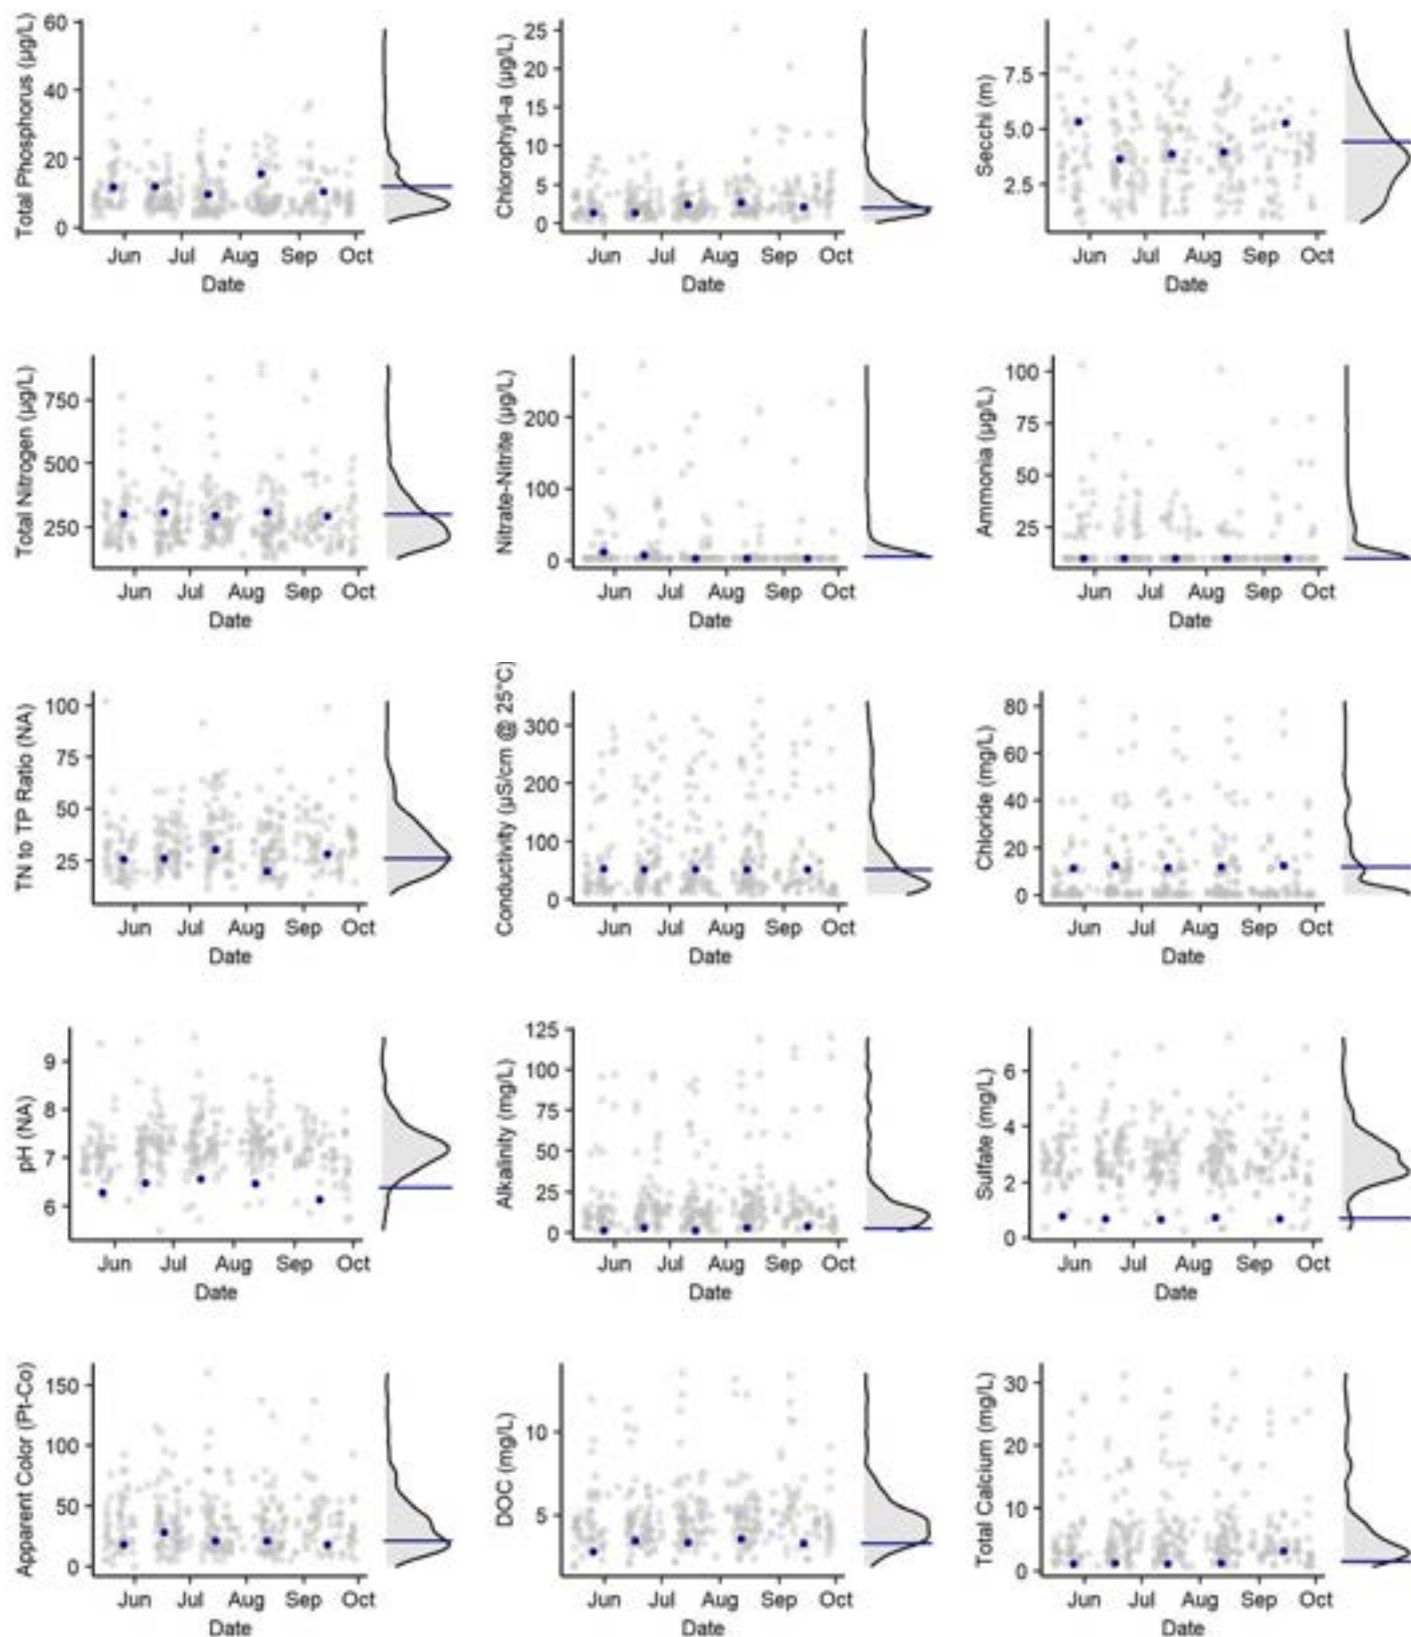 Total Phosphorus (µg/L)
60
40
20
0
Jun Jul Aug Sep Oct
Date
Chlorophyll-a (µg/L)
25
20
15
10
5
0
Jun Jul Aug Sep Oct
Date
Secchi (m)
7.5
5.0
2.5
Jun Jul Aug Sep Oct
Date
Total Nitrogen (µg/L)
750
500
250
Jun Jul Aug Sep Oct
Date
Nitrate-Nitrite (µg/L)
200
100
0
Jun Jul Aug Sep Oct
Date
Ammonia (µg/L)
100
75
50
25
Jun Jul Aug Sep Oct
Date
TN to TP Ratio (NA)
100
75
50
25
Jun Jul Aug Sep Oct
Date
Conductivity (µS/cm @ 25°C)
300
200
100
0
Jun Jul Aug Sep Oct
Date
Chloride (mg/L)
80
60
40
20
0
Jun Jul Aug Sep Oct
Date
pH (NA)
9
8
7
6
Jun Jul Aug Sep Oct
Date
Alkalinity (mg/L)
125
100
75
50
25
0
Jun Jul Aug Sep Oct
Date
Sulfate (mg/L)
6
4
2
0
Jun Jul Aug Sep Oct
Date
Apparent Color (Pt-Co)
150
100
50
0
Jun Jul Aug Sep Oct
Date
DOC (mg/L)
10
5
Jun Jul Aug Sep Oct
Date
Total Calcium (mg/L)
30
20
10
0
Jun Jul Aug Sep Oct
Date